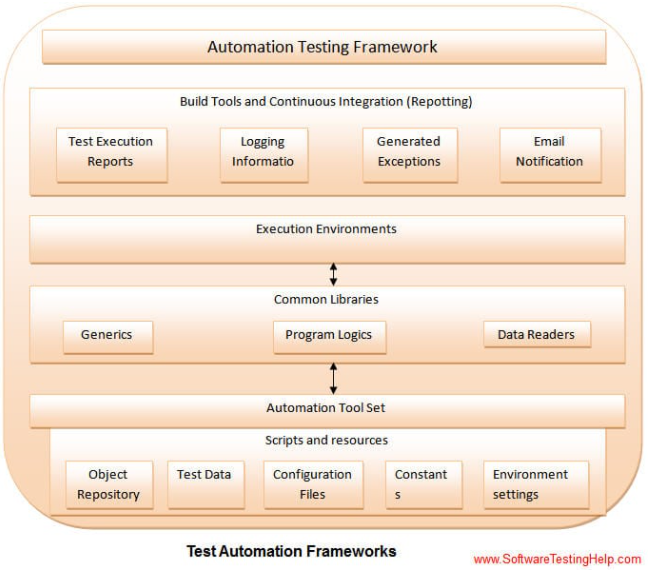 Automation Testing Framework
Build Tools and Continuous Integration (Repotting)
Test Execution
Reports
Logging
Informatio
Generated
Exceptions
Email
Notification
Execution Environments
Common Libraries
Generics
Program Logics
Data Readers
Automation Tool Set
Scripts and resources
Object
Repository
Test Data
Configuration
Files
Constant
s
Environment
settings
Test Automation Frameworks
www.SoftwareTestingHelp.com